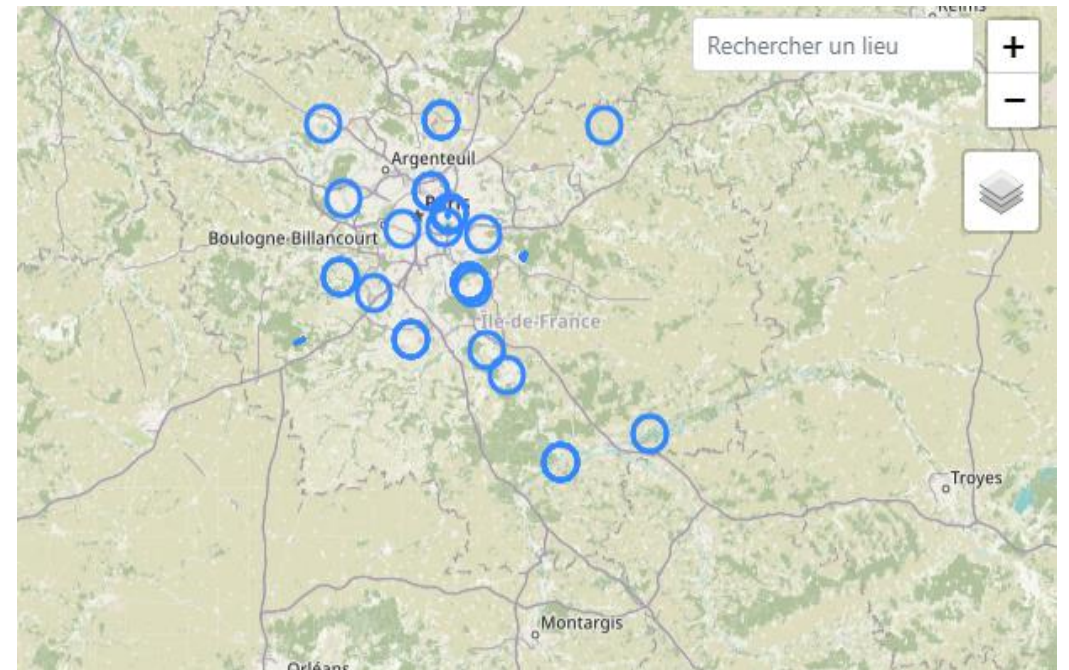 Reims
Rechercher un lieu
+
−
Argenteuil
Paris
Boulogne-Billancourt
Île-de-France
Troyes
Montargis
Orléans